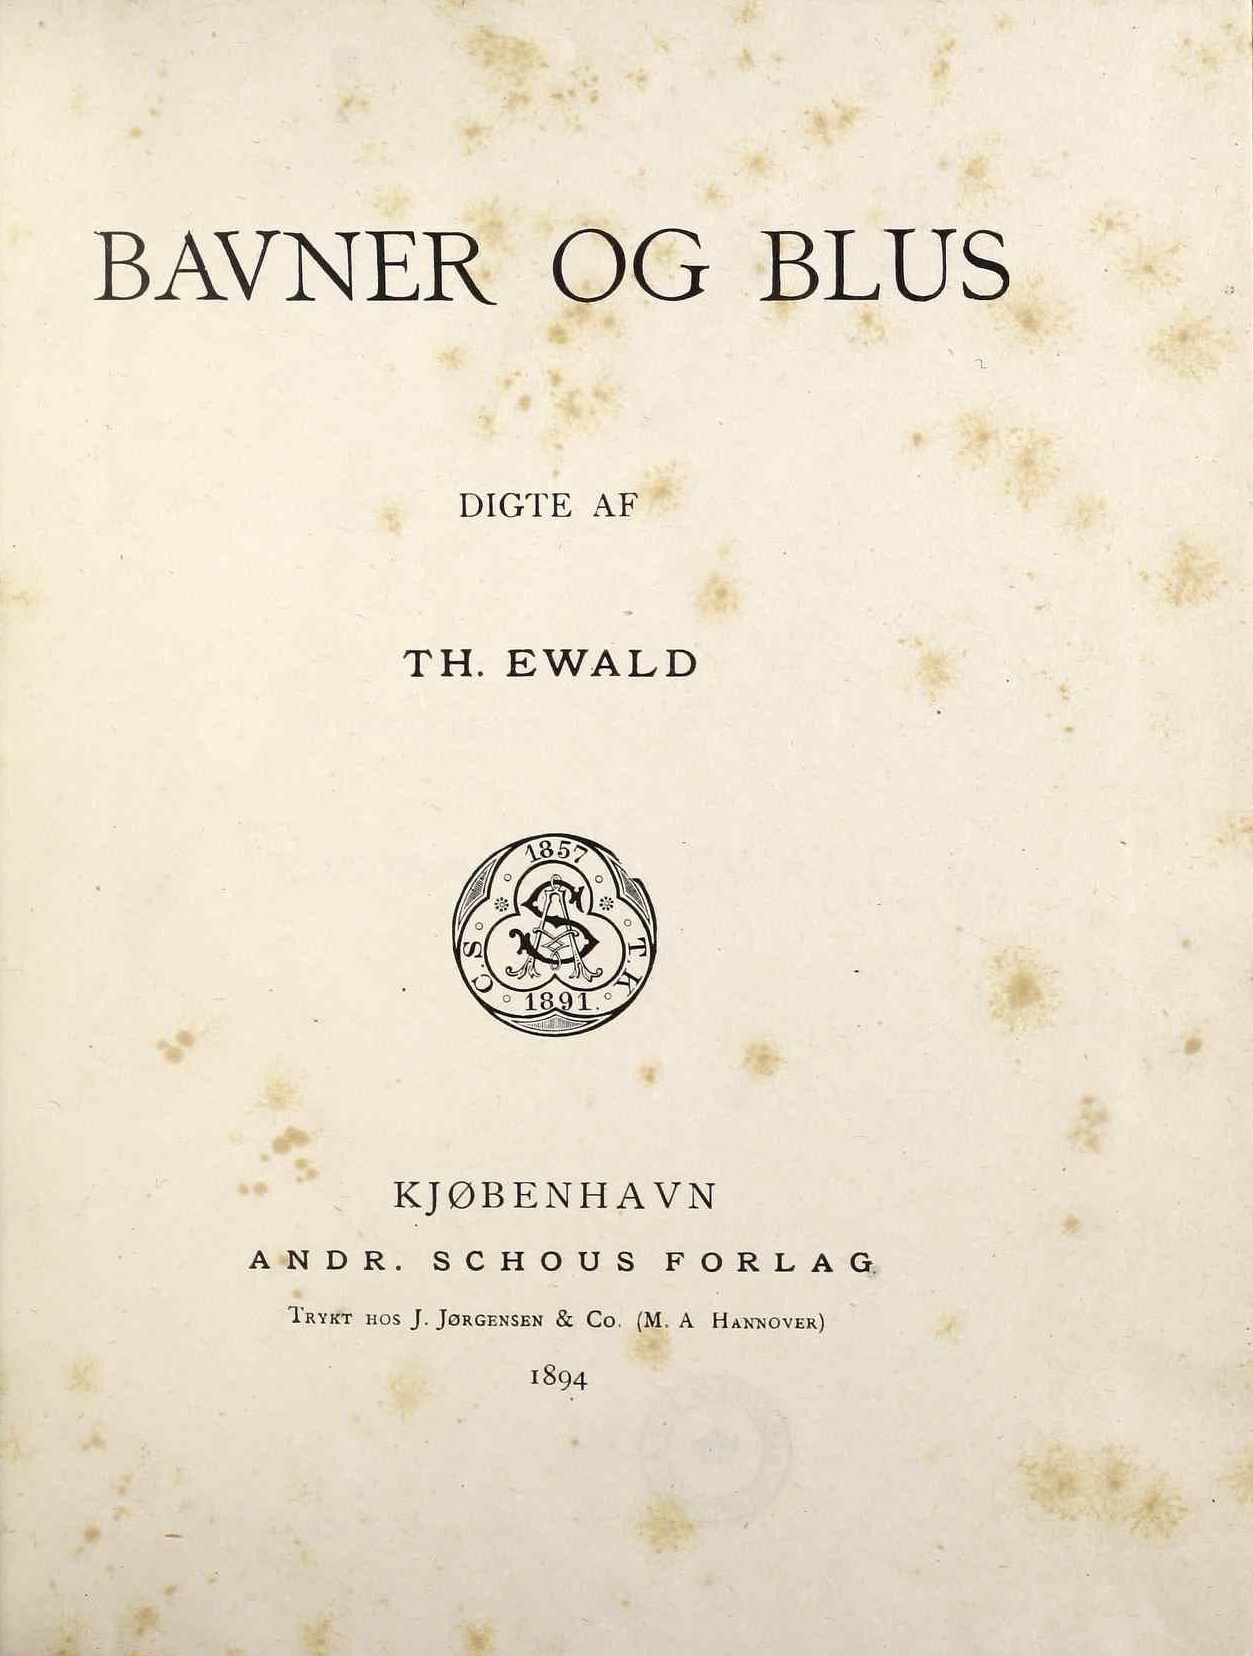 BAVNER OG BLUS
DIGTE AF
TH. EWALD
1857
C.S.
T.K
AS
1891.
KJØBENHAVN
ANDR. SCHOUS FORLAG
TRYKT HOS J. JØRGENSEN & CO. (M. A HANNOVER)
1894